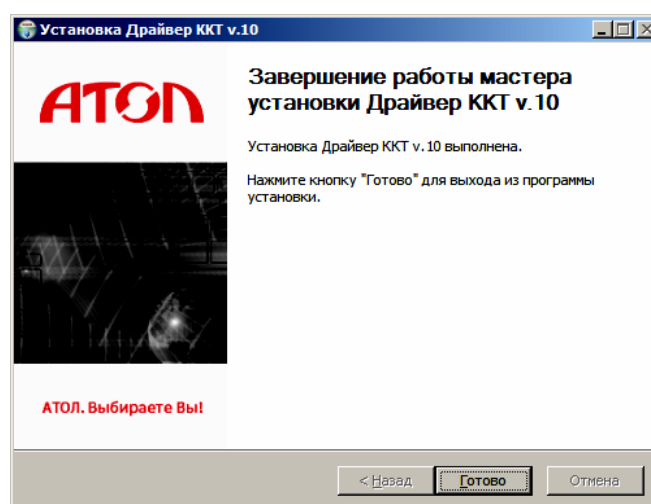 Установка Драйвер ККТ v.10
АТОЛ
Завершение работы мастера
установки Драйвер ККТ v.10
Установка Драйвер ККТ v.10 выполнена.
Нажмите кнопку "Готово" для выхода из программы
установки.
АТОЛ. Выбираете Вы!
< Назад
Готово
Отмена